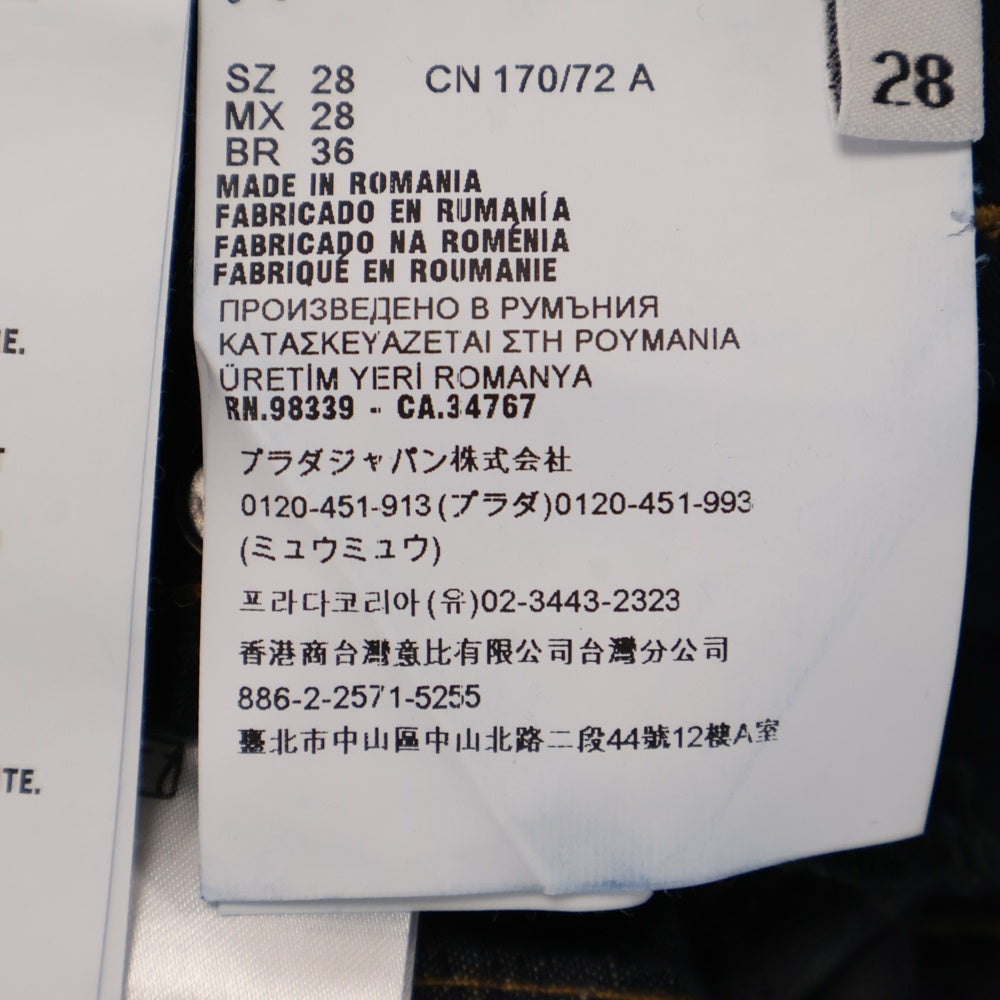 SZ 28 CN 170/72 A
28
MX 28
BR 36
MADE IN ROMANIA
FABRICADO EN RUMANÍA
FABRICADO NA ROMÉNIA
FABRIQUÉ EN ROUMANIE
ПРОИЗВЕДЕНО В РУМЪНИЯ
ΚΑΤΑΣΚΕΥΑΖΕΤΑΙ ΣΤΗ ΡΟΥΜΑΝΙΑ
ÜRETİM YERİ ROMANYA
RN.98339 - CA.34767
プラダジャパン株式会社
0120-451-913(プラダ)0120-451-993
(ミュウミュウ)
프라다코리아(유)02-3443-2323
香港商台灣意比有限公司台灣分公司
886-2-2571-5255
臺北市中山區中山北路二段44號12樓A室